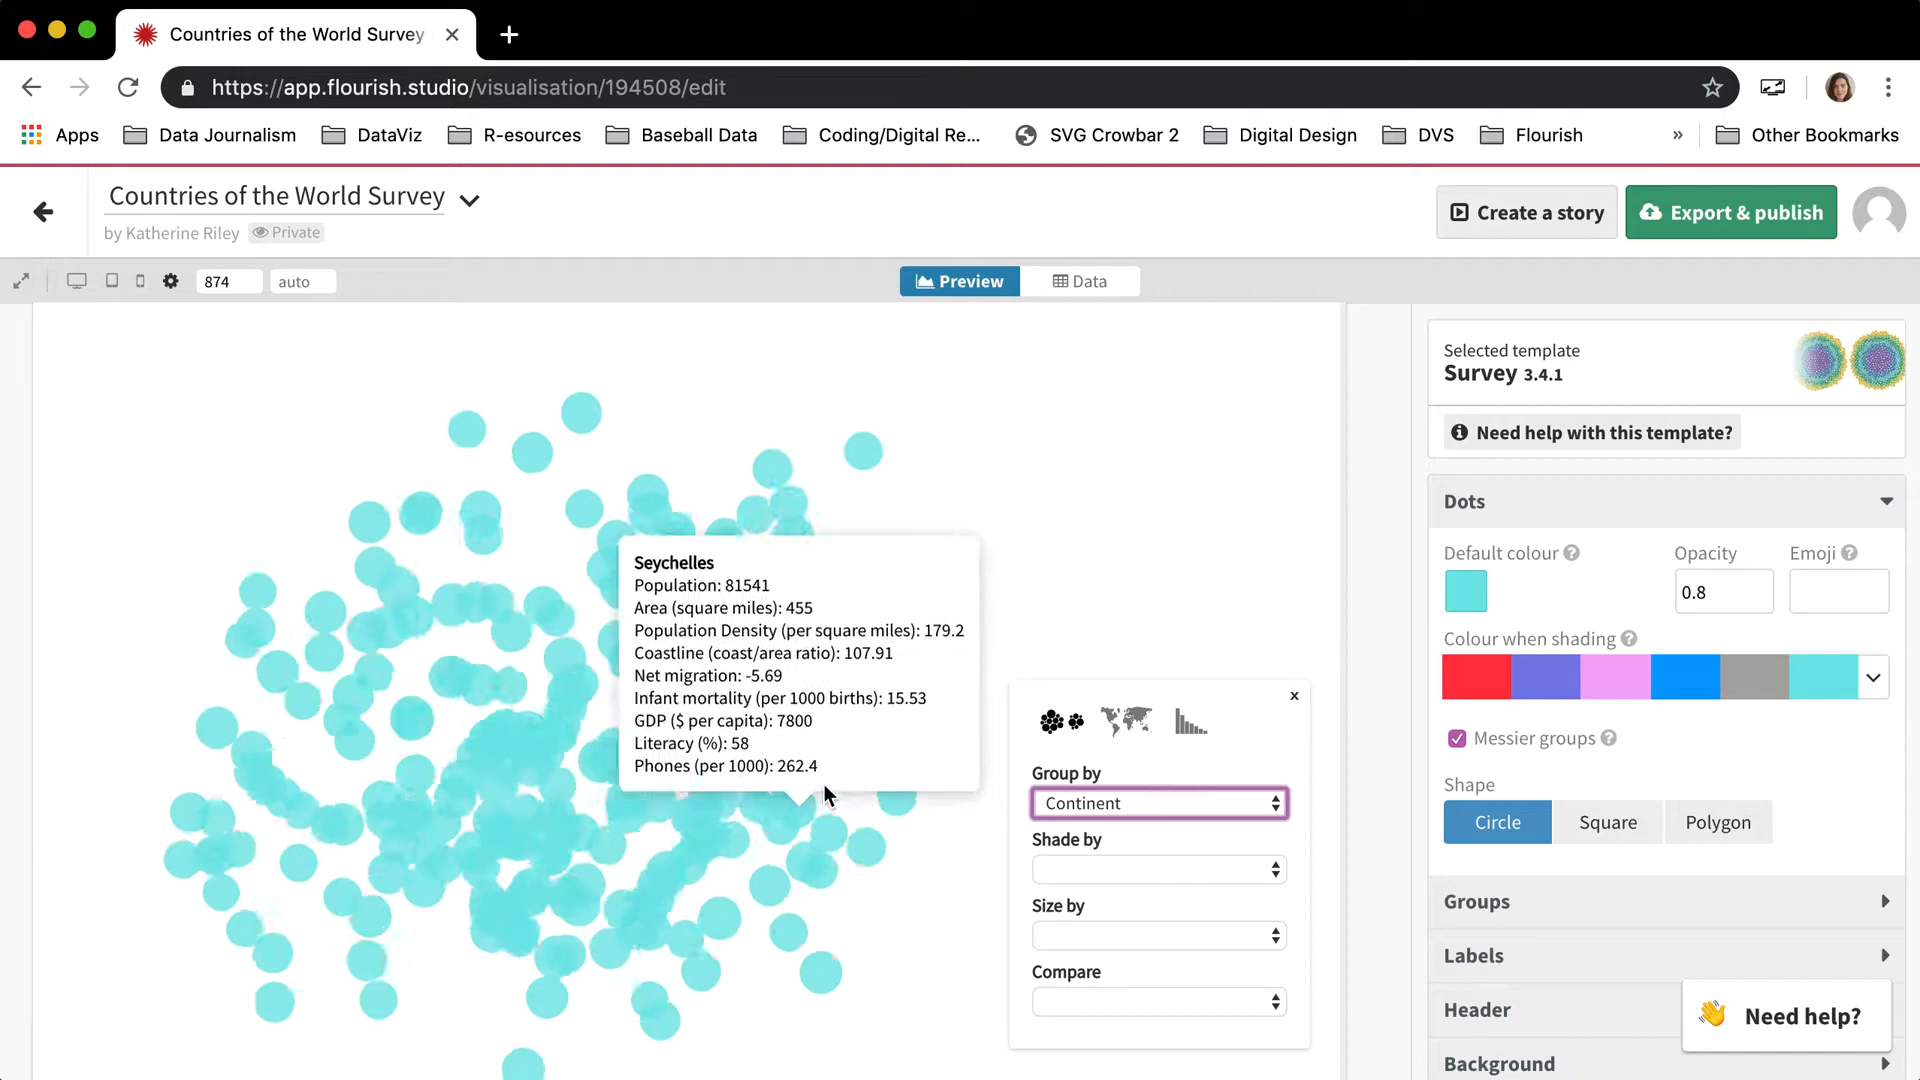 Countries of the World Survey
https://app.flourish.studio/visualisation/194508/edit
Apps Data Journalism DataViz R-esources Baseball Data Coding/Digital Re... SVG Crowbar 2 Digital Design DVS Flourish » Other Bookmarks
Countries of the World Survey
by Katherine Riley Private
Create a story
Export & publish
874 auto
Preview Data
Selected template
Survey 3.4.1
Need help with this template?
Dots
Default colour Opacity Emoji
0.8
Colour when shading
Messier groups
Shape
Circle Square Polygon
Groups
Labels
Header
Background
Need help?
Seychelles
Population: 81541
Area (square miles): 455
Population Density (per square miles): 179.2
Coastline (coast/area ratio): 107.91
Net migration: -5.69
Infant mortality (per 1000 births): 15.53
GDP ($ per capita): 7800
Literacy (%): 58
Phones (per 1000): 262.4
x
Group by
Continent
Shade by
Size by
Compare